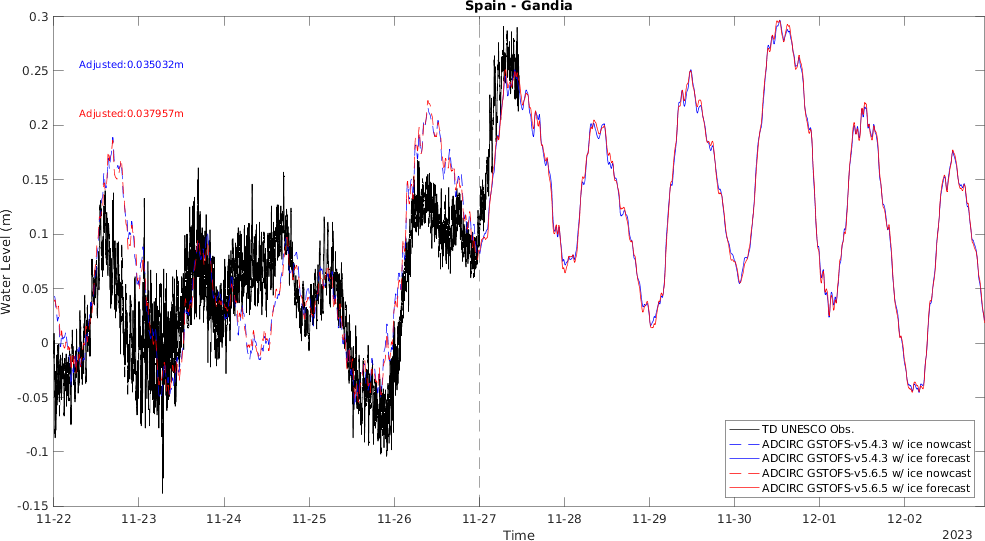 Spain - Gandia
0.3
0.25
0.2
0.15
0.1
0.05
0
-0.05
-0.1
-0.15
Water Level (m)
Adjusted:0.035032m
Adjusted:0.037957m
TD UNESCO Obs.
ADCIRC GSTOFS-v5.4.3 w/ ice nowcast
ADCIRC GSTOFS-v5.4.3 w/ ice forecast
ADCIRC GSTOFS-v5.6.5 w/ ice nowcast
ADCIRC GSTOFS-v5.6.5 w/ ice forecast
11-22 11-23 11-24 11-25 11-26 11-27 11-28 11-29 11-30 12-01 12-02
Time
2023